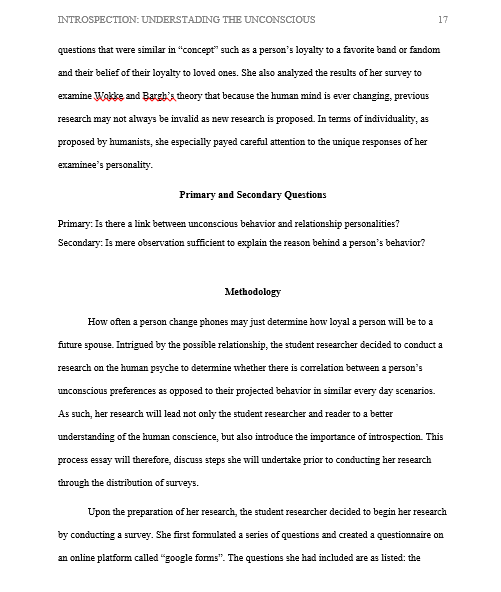 INTROSPECTION: UNDERSTADING THE UNCONSCIOUS 17
questions that were similar in “concept” such as a person’s loyalty to a favorite band or fandom
and their belief of their loyalty to loved ones. She also analyzed the results of her survey to
examine Wokke and Bargh’s theory that because the human mind is ever changing, previous
research may not always be invalid as new research is proposed. In terms of individuality, as
proposed by humanists, she especially payed careful attention to the unique responses of her
examinee’s personality.
Primary and Secondary Questions
Primary: Is there a link between unconscious behavior and relationship personalities?
Secondary: Is mere observation sufficient to explain the reason behind a person’s behavior?
Methodology
How often a person change phones may just determine how loyal a person will be to a
future spouse. Intrigued by the possible relationship, the student researcher decided to conduct a
research on the human psyche to determine whether there is correlation between a person’s
unconscious preferences as opposed to their projected behavior in similar every day scenarios.
As such, her research will lead not only the student researcher and reader to a better
understanding of the human conscience, but also introduce the importance of introspection. This
process essay will therefore, discuss steps she will undertake prior to conducting her research
through the distribution of surveys.
Upon the preparation of her research, the student researcher decided to begin her research
by conducting a survey. She first formulated a series of questions and created a questionnaire on
an online platform called “google forms”. The questions she had included are as listed: the